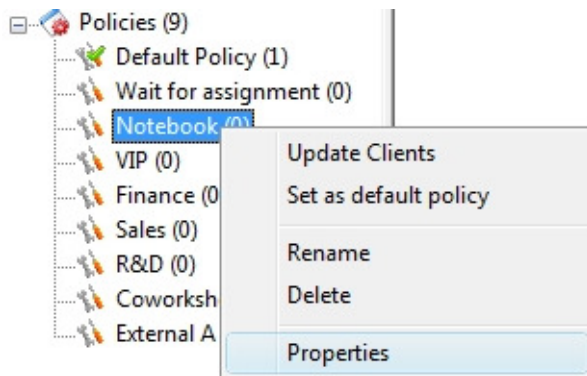 Policies (9)
Default Policy (1)
Wait for assignment (0)
Notebook (0)
VIP (0)
Finance (0
Sales (0)
R&D (0)
Coworksh
External A
Update Clients
Set as default policy
Rename
Delete
Properties